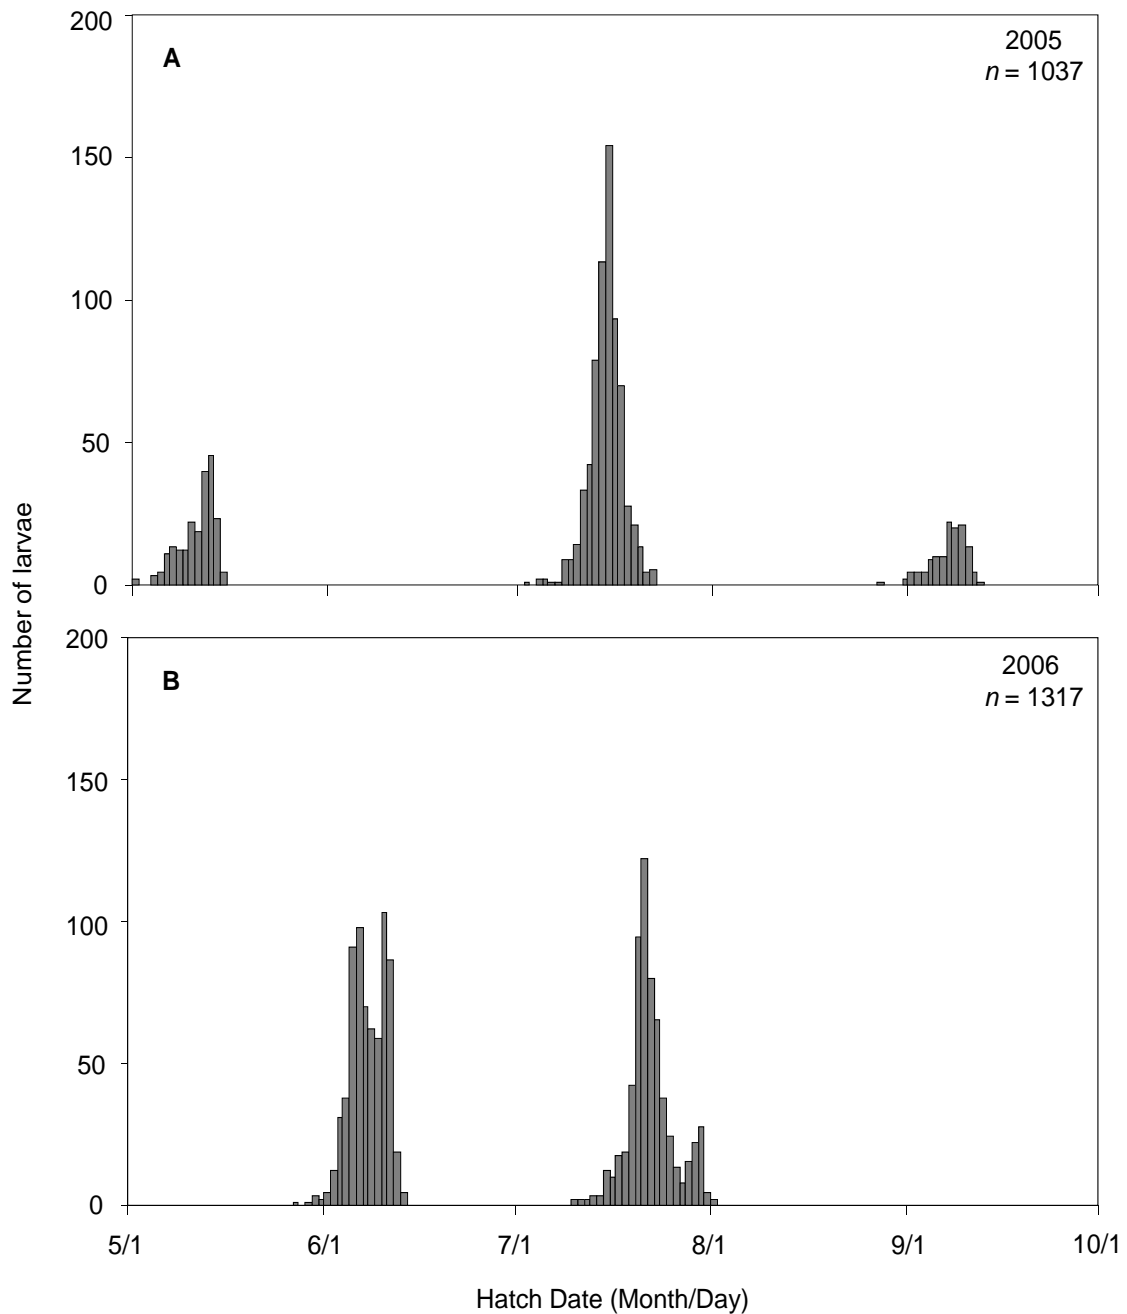 200
A
2005
n = 1037
150
100
50
0
Number of larvae
200
B
2006
n = 1317
150
100
50
0
5/1 6/1 7/1 8/1 9/1 10/1
Hatch Date (Month/Day)